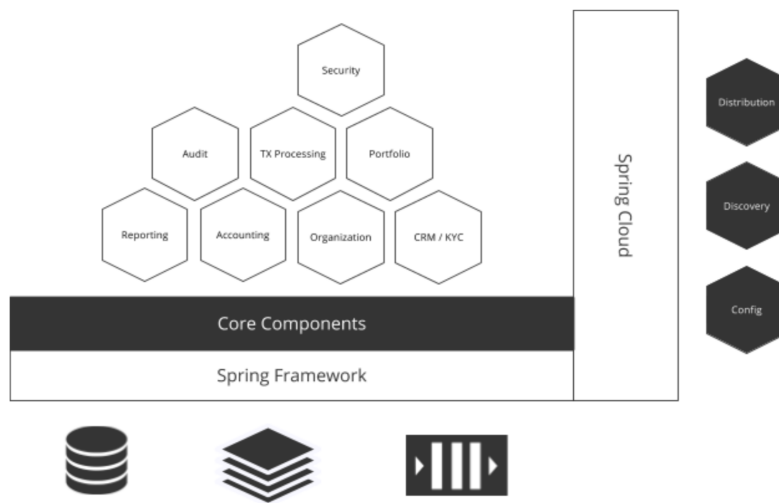 Security
Audit
TX Processing
Portfolio
Reporting
Accounting
Organization
CRM / KYC
Core Components
Spring Framework
Spring Cloud
Distribution
Discovery
Config